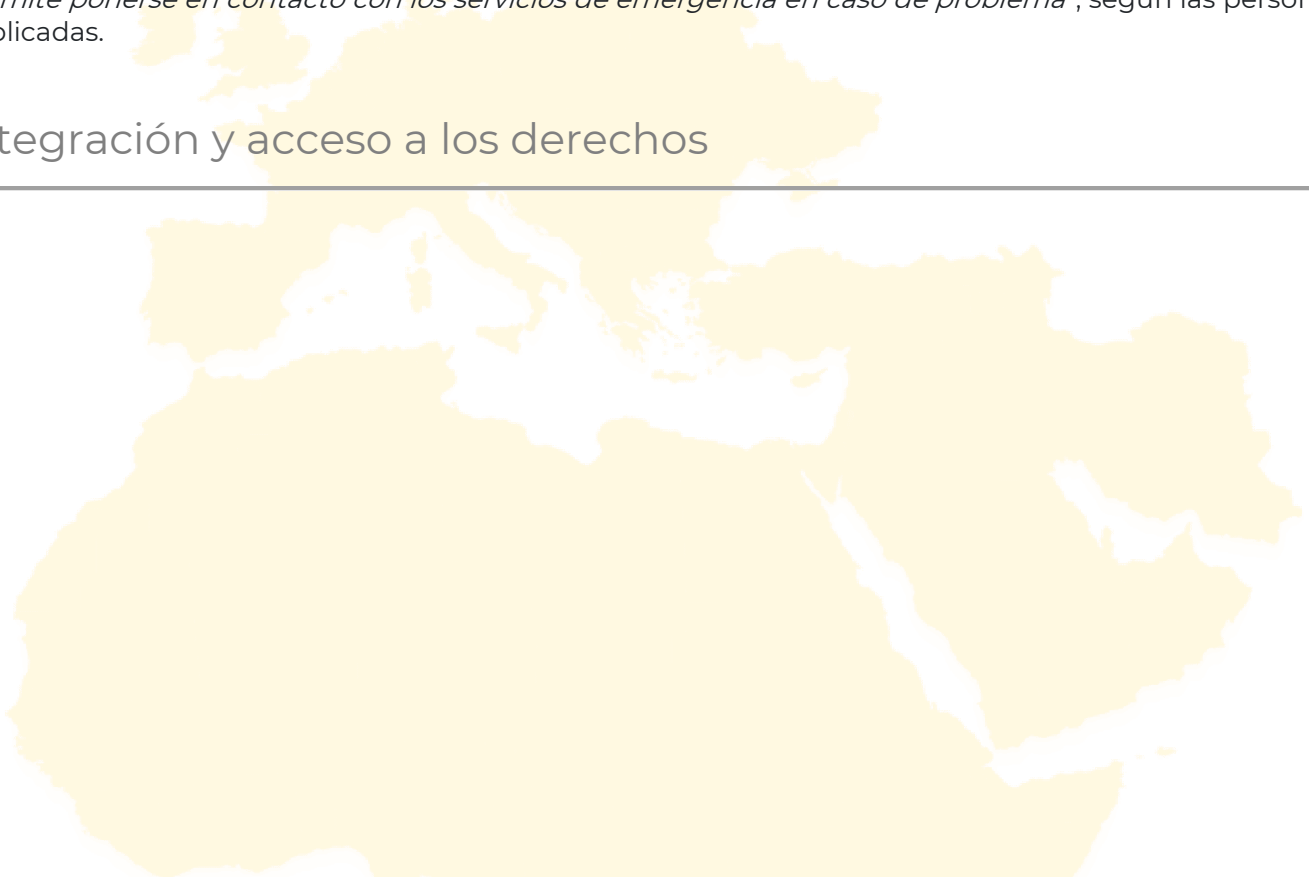 mite ponerse en contacto con los servicios de emergencia en caso de problema", según las person
licadas.
tegración y acceso a los derechos